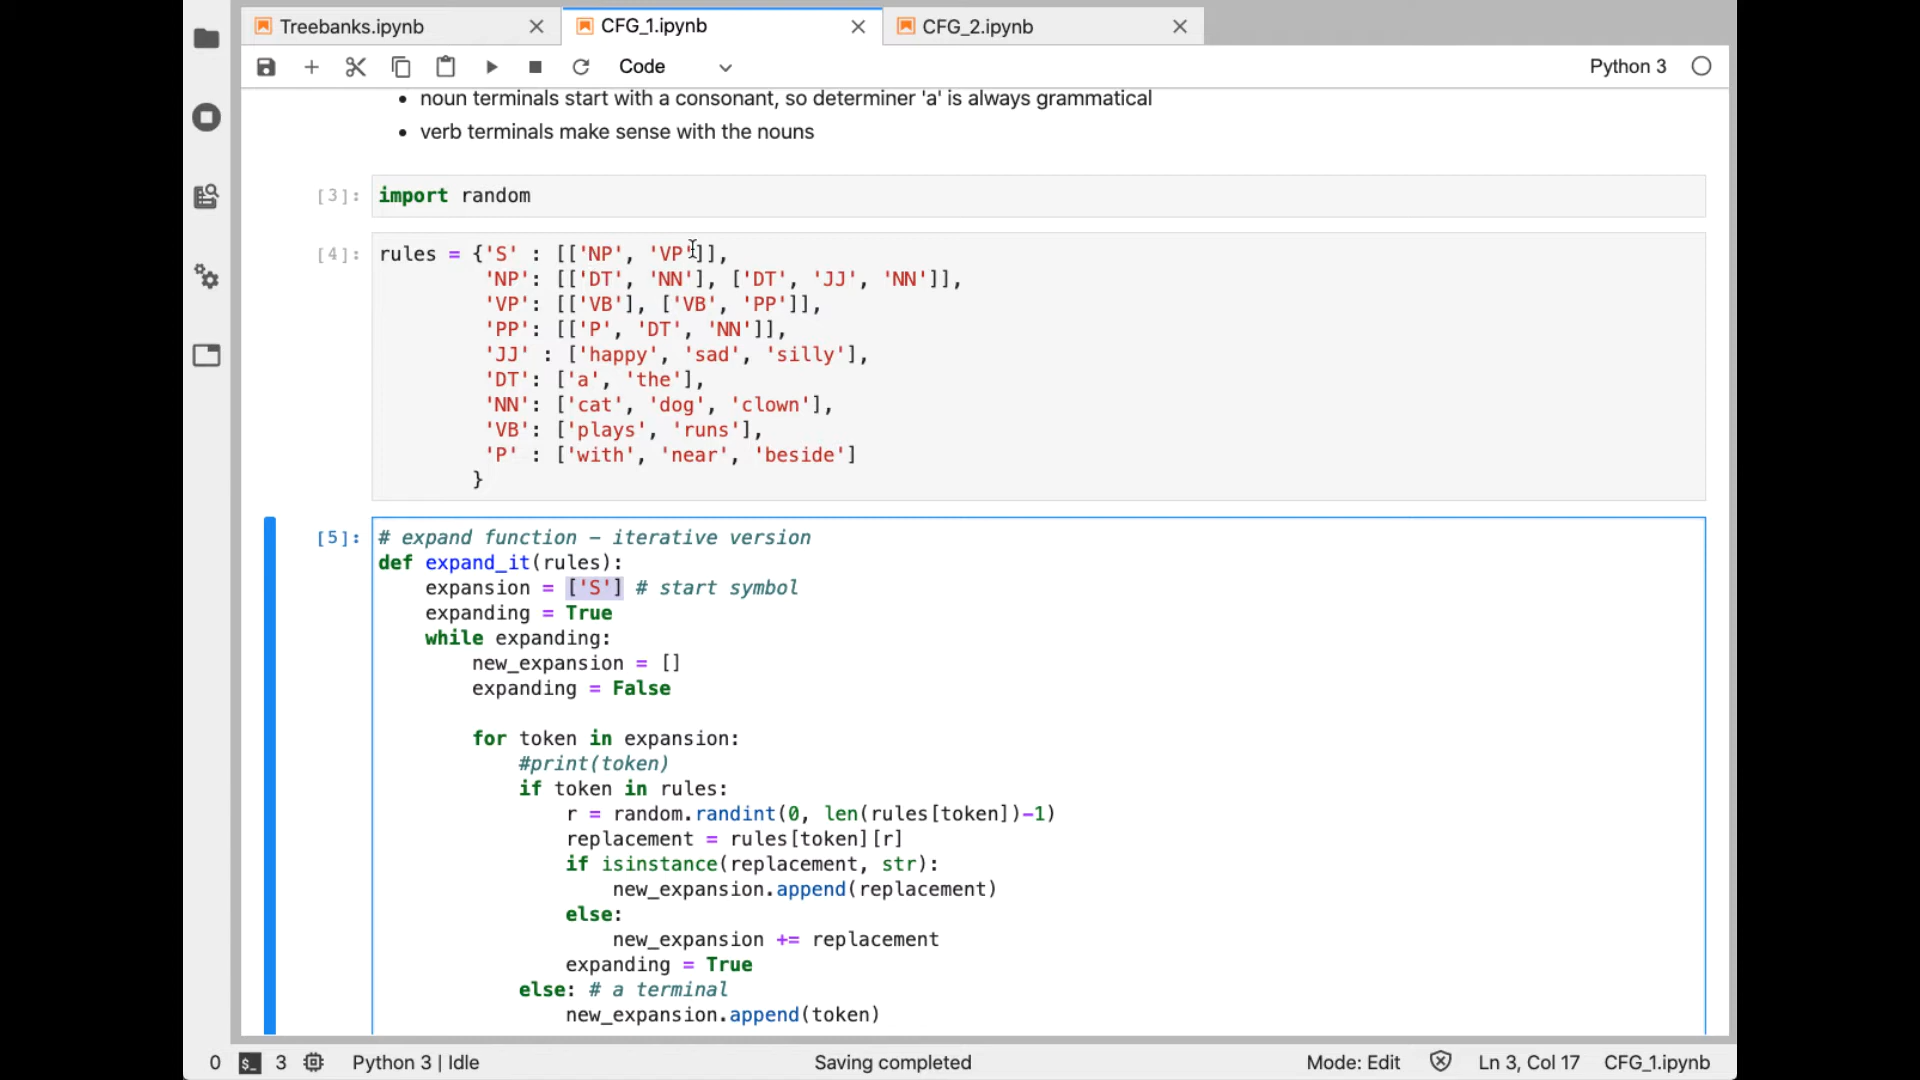 Treebanks.ipynb CFG_1.ipynb CFG_2.ipynb
Code Python 3
• noun terminals start with a consonant, so determiner 'a' is always grammatical
• verb terminals make sense with the nouns
[3]: import random
[4]: rules = {'S' : [['NP', 'VP']],
'NP': [['DT', 'NN'], ['DT', 'JJ', 'NN']],
'VP': [['VB'], ['VB', 'PP']],
'PP': [['P', 'DT', 'NN']],
'JJ' : ['happy', 'sad', 'silly'],
'DT': ['a', 'the'],
'NN': ['cat', 'dog', 'clown'],
'VB': ['plays', 'runs'],
'P' : ['with', 'near', 'beside']
}
[5]: # expand function – iterative version
def expand_it(rules):
    expansion = ['S'] # start symbol
    expanding = True
    while expanding:
        new_expansion = []
        expanding = False
        for token in expansion:
            #print(token)
            if token in rules:
                r = random.randint(0, len(rules[token])-1)
                replacement = rules[token][r]
                if isinstance(replacement, str):
                    new_expansion.append(replacement)
                else:
                    new_expansion += replacement
                expanding = True
            else: # a terminal
                new_expansion.append(token)
0 $_ 3 Python 3 | Idle Saving completed Mode: Edit Ln 3, Col 17 CFG_1.ipynb